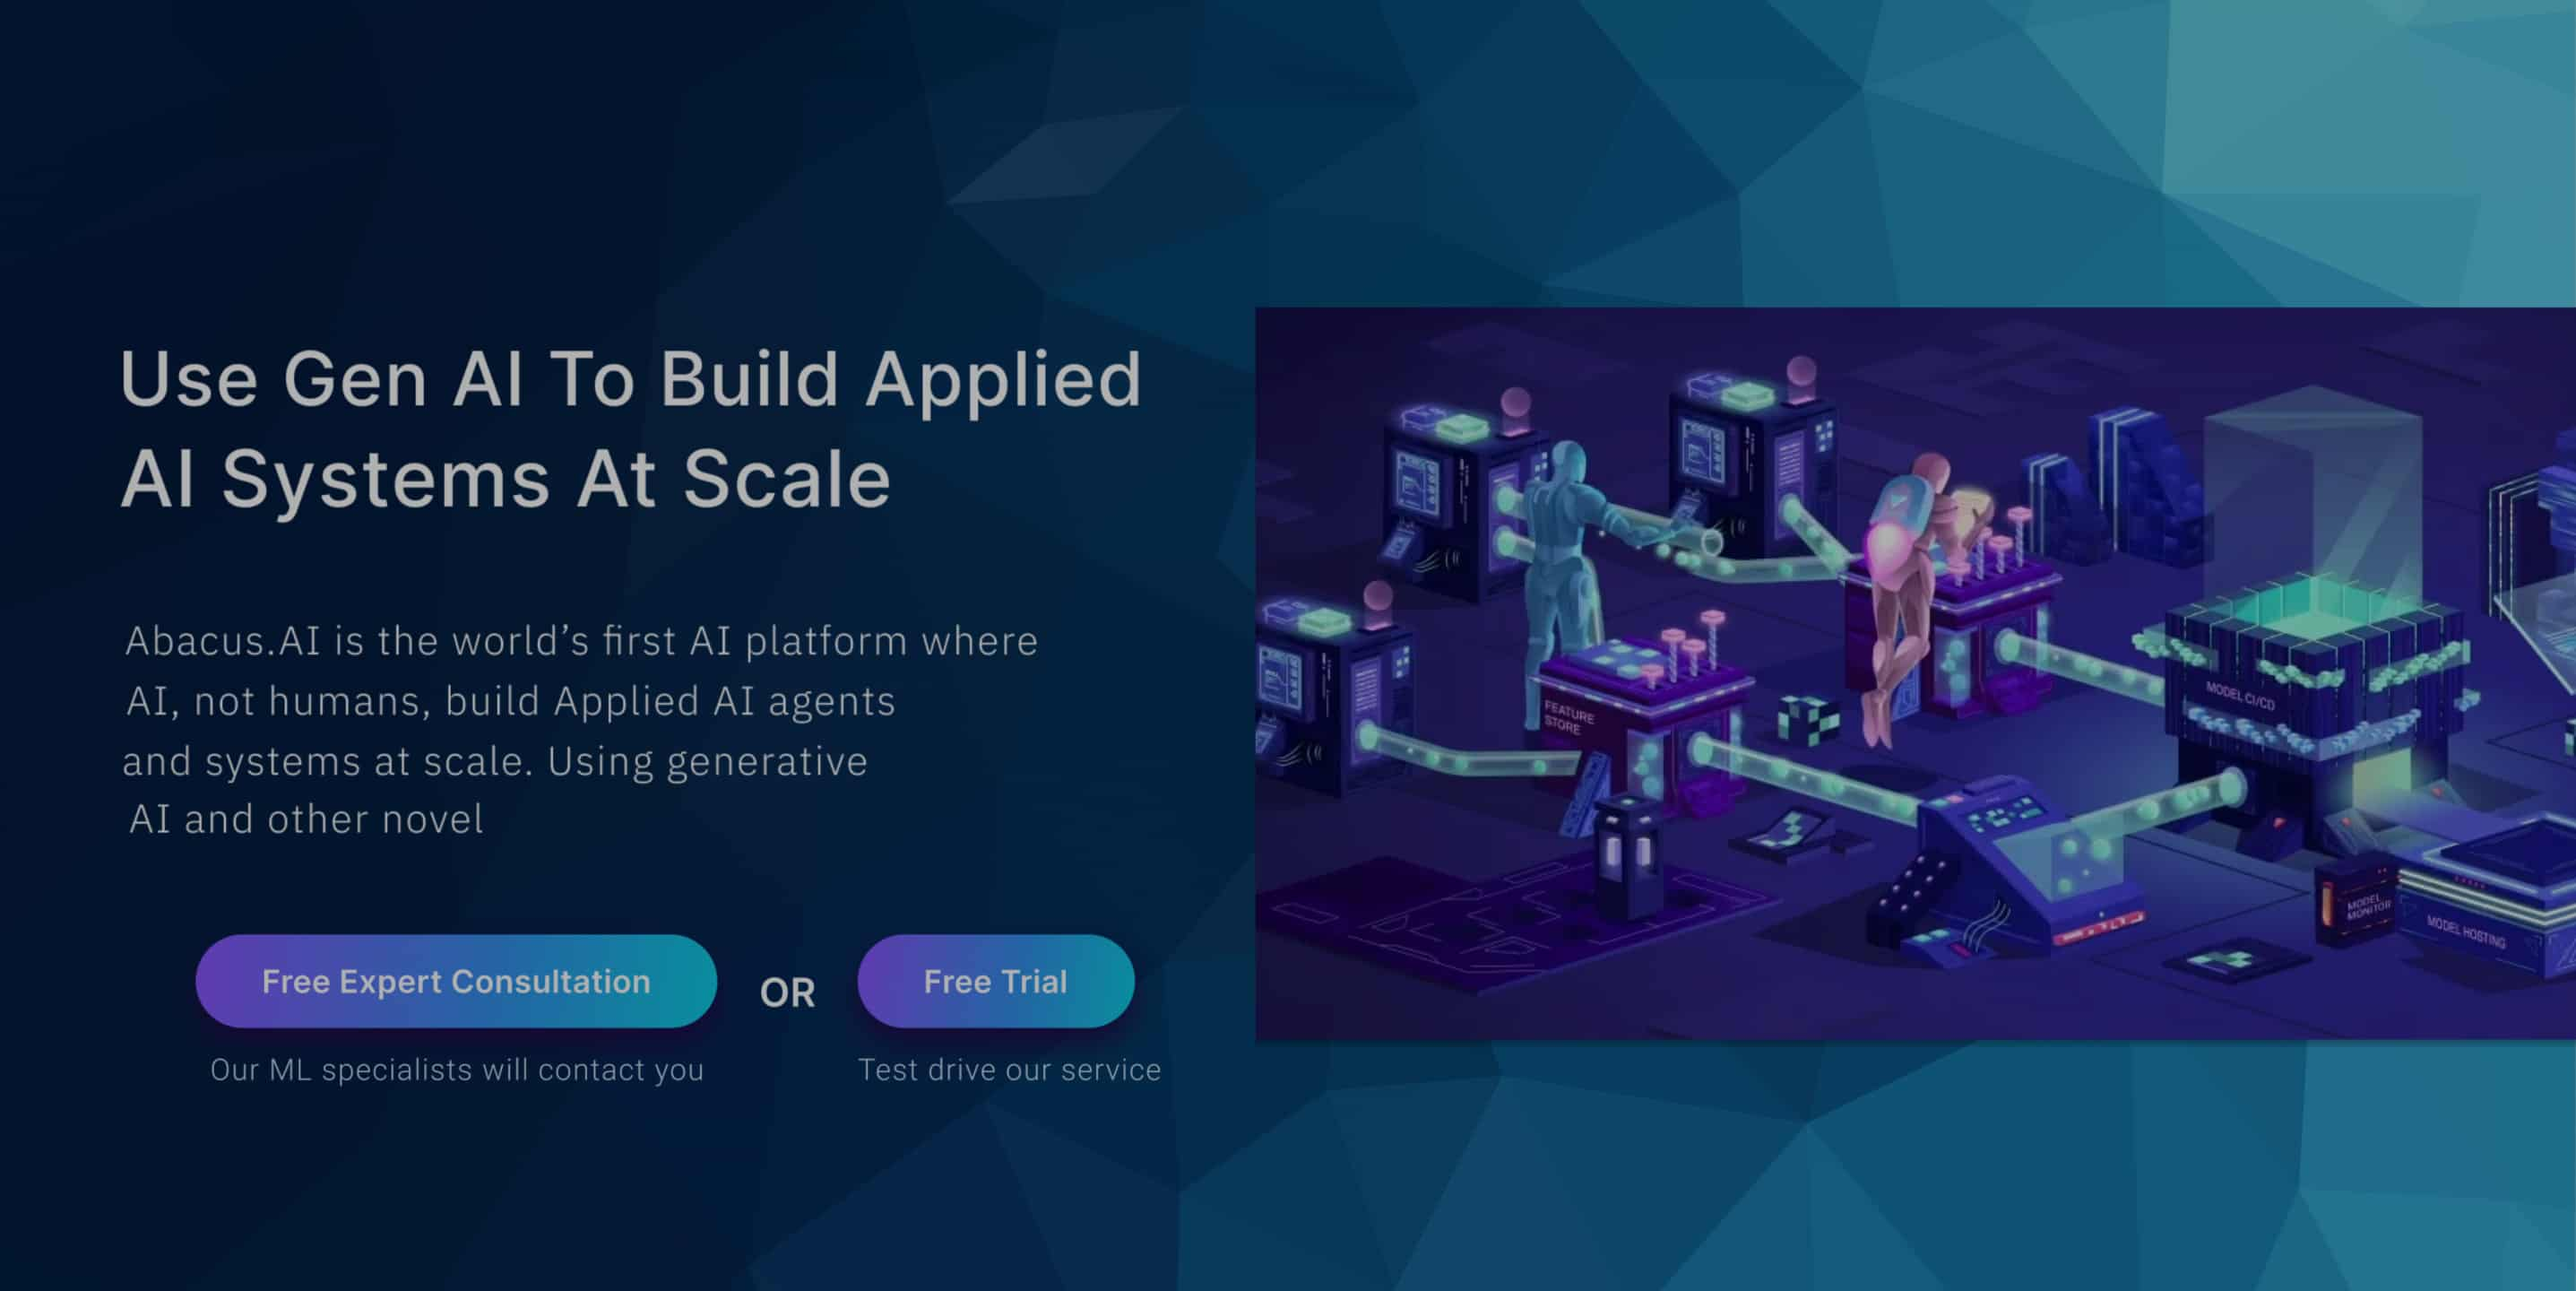 Use Gen AI To Build Applied
AI Systems At Scale
Abacus.AI is the world’s first AI platform where
AI, not humans, build Applied AI agents
and systems at scale. Using generative
AI and other novel
Free Expert Consultation
OR
Free Trial
Our ML specialists will contact you
Test drive our service
FEATURE
STORE
MODEL CI/CD
MODEL
MONITOR
MODEL HOSTING